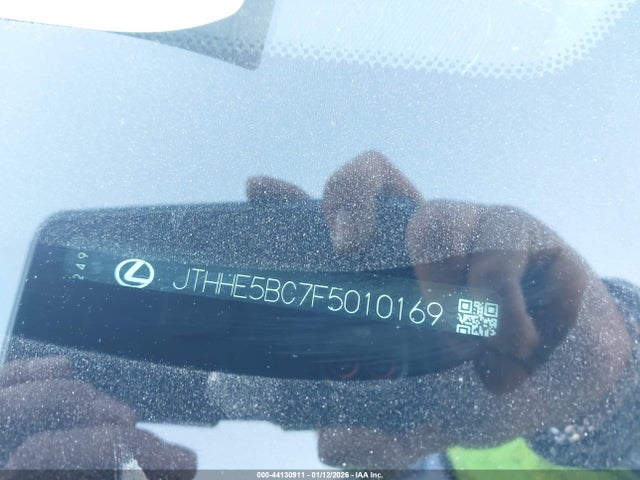 249
JTHHE5BC7F5010169
000-44130911 - 01/12/2026 - IAA Inc.